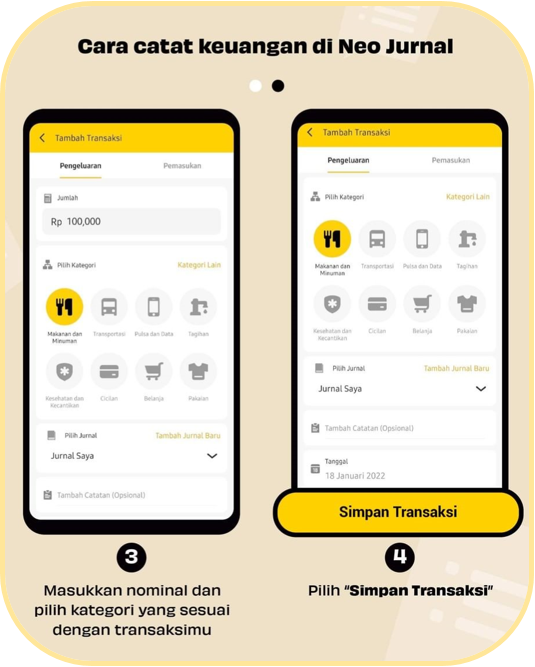 Cara catat keuangan di Neo Jurnal
Tambah Transaksi
Pengeluaran Pemasukan
Jumlah
Rp 100,000
Pilih Kategori Kategori Lain
Makanan dan Transportasi Pulsa dan Data Tagihan
Minuman
Kesehatan dan Cicilan Belanja Pakaian
Kecantikan
Pilih Jurnal Tambah Jurnal Baru
Jurnal Saya
Tambah Catatan (Opsional)
3
Masukkan nominal dan
pilih kategori yang sesuai
dengan transaksimu
Tambah Transaksi
Pengeluaran Pemasukan
Pilih Kategori Kategori Lain
Makanan dan Transportasi Pulsa dan Data Tagihan
Minuman
Kesehatan dan Cicilan Belanja Pakaian
Kecantikan
Pilih Jurnal Tambah Jurnal Baru
Jurnal Saya
Tambah Catatan (Opsional)
Tanggal
18 Januari 2022
Simpan Transaksi
4
Pilih "Simpan Transaksi"